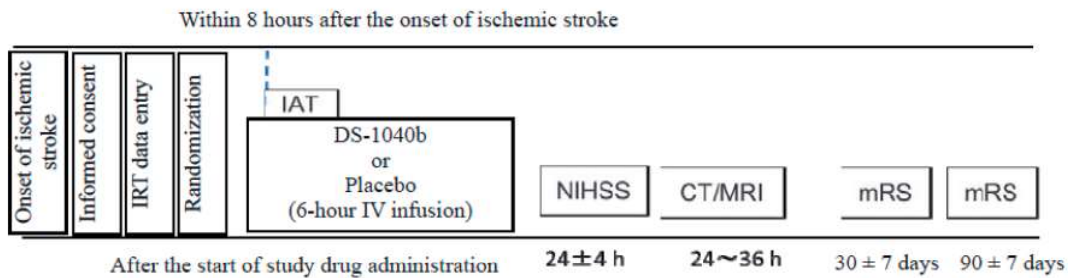 Within 8 hours after the onset of ischemic stroke
Onset of ischemic
stroke
Informed consent
IRT data entry
Randomization
IAT
DS-1040b
or
Placebo
(6-hour IV infusion)
NIHSS
CT/MRI
mRS
mRS
After the start of study drug administration
24±4 h
24～36 h
30 ± 7 days
90 ± 7 days